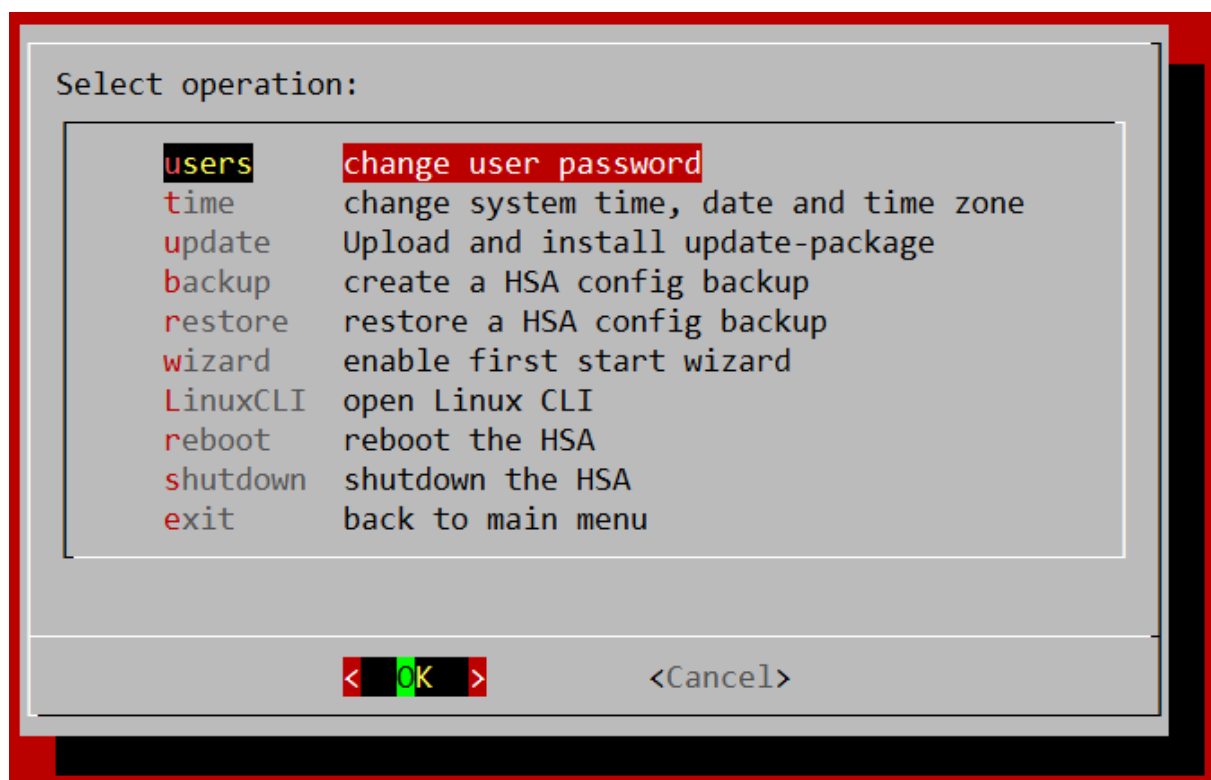 Select operation:
users change user password
time change system time, date and time zone
update Upload and install update-package
backup create a HSA config backup
restore restore a HSA config backup
wizard enable first start wizard
LinuxCLI open Linux CLI
reboot reboot the HSA
shutdown shutdown the HSA
exit back to main menu
< OK > <Cancel>